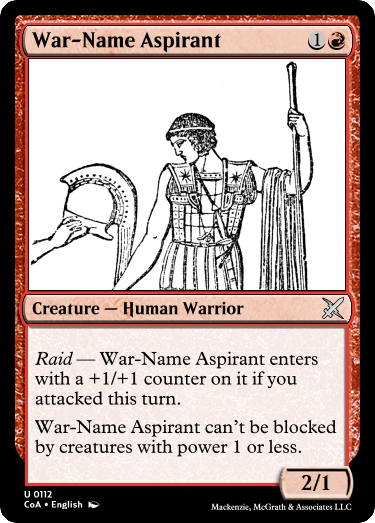 War-Name Aspirant 1
Creature — Human Warrior
Raid — War-Name Aspirant enters
with a +1/+1 counter on it if you
attacked this turn.
War-Name Aspirant can't be blocked
by creatures with power 1 or less.
2/1
U 0112
CoA • English
Mackenzie, McGrath & Associates LLC